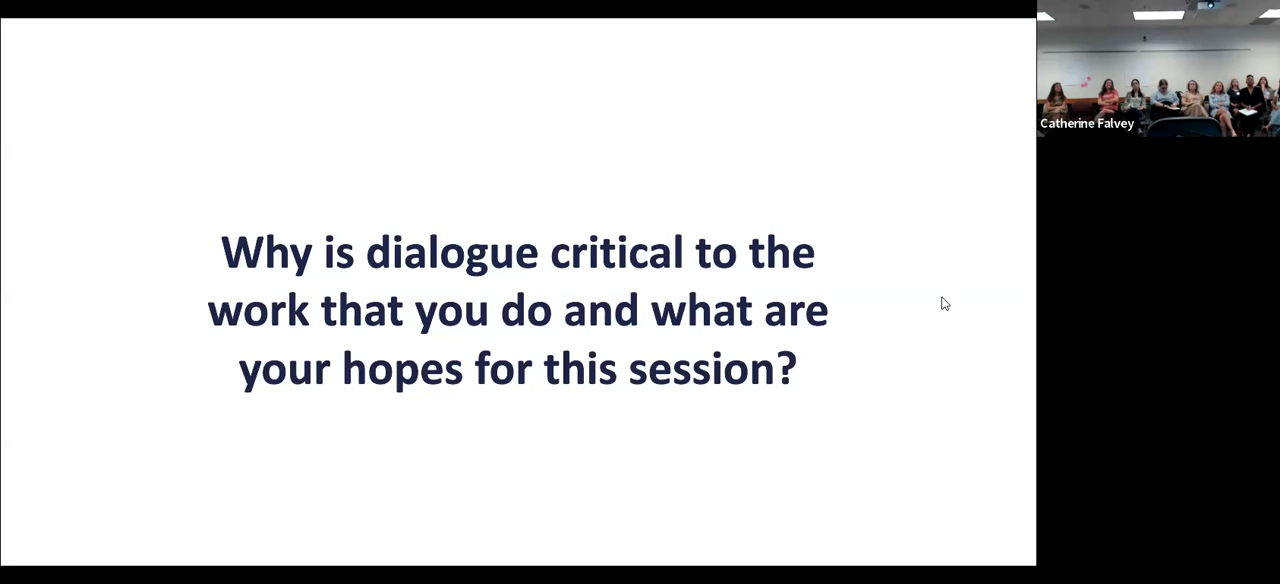 Why is dialogue critical to the
work that you do and what are
your hopes for this session?
Catherine Falvey